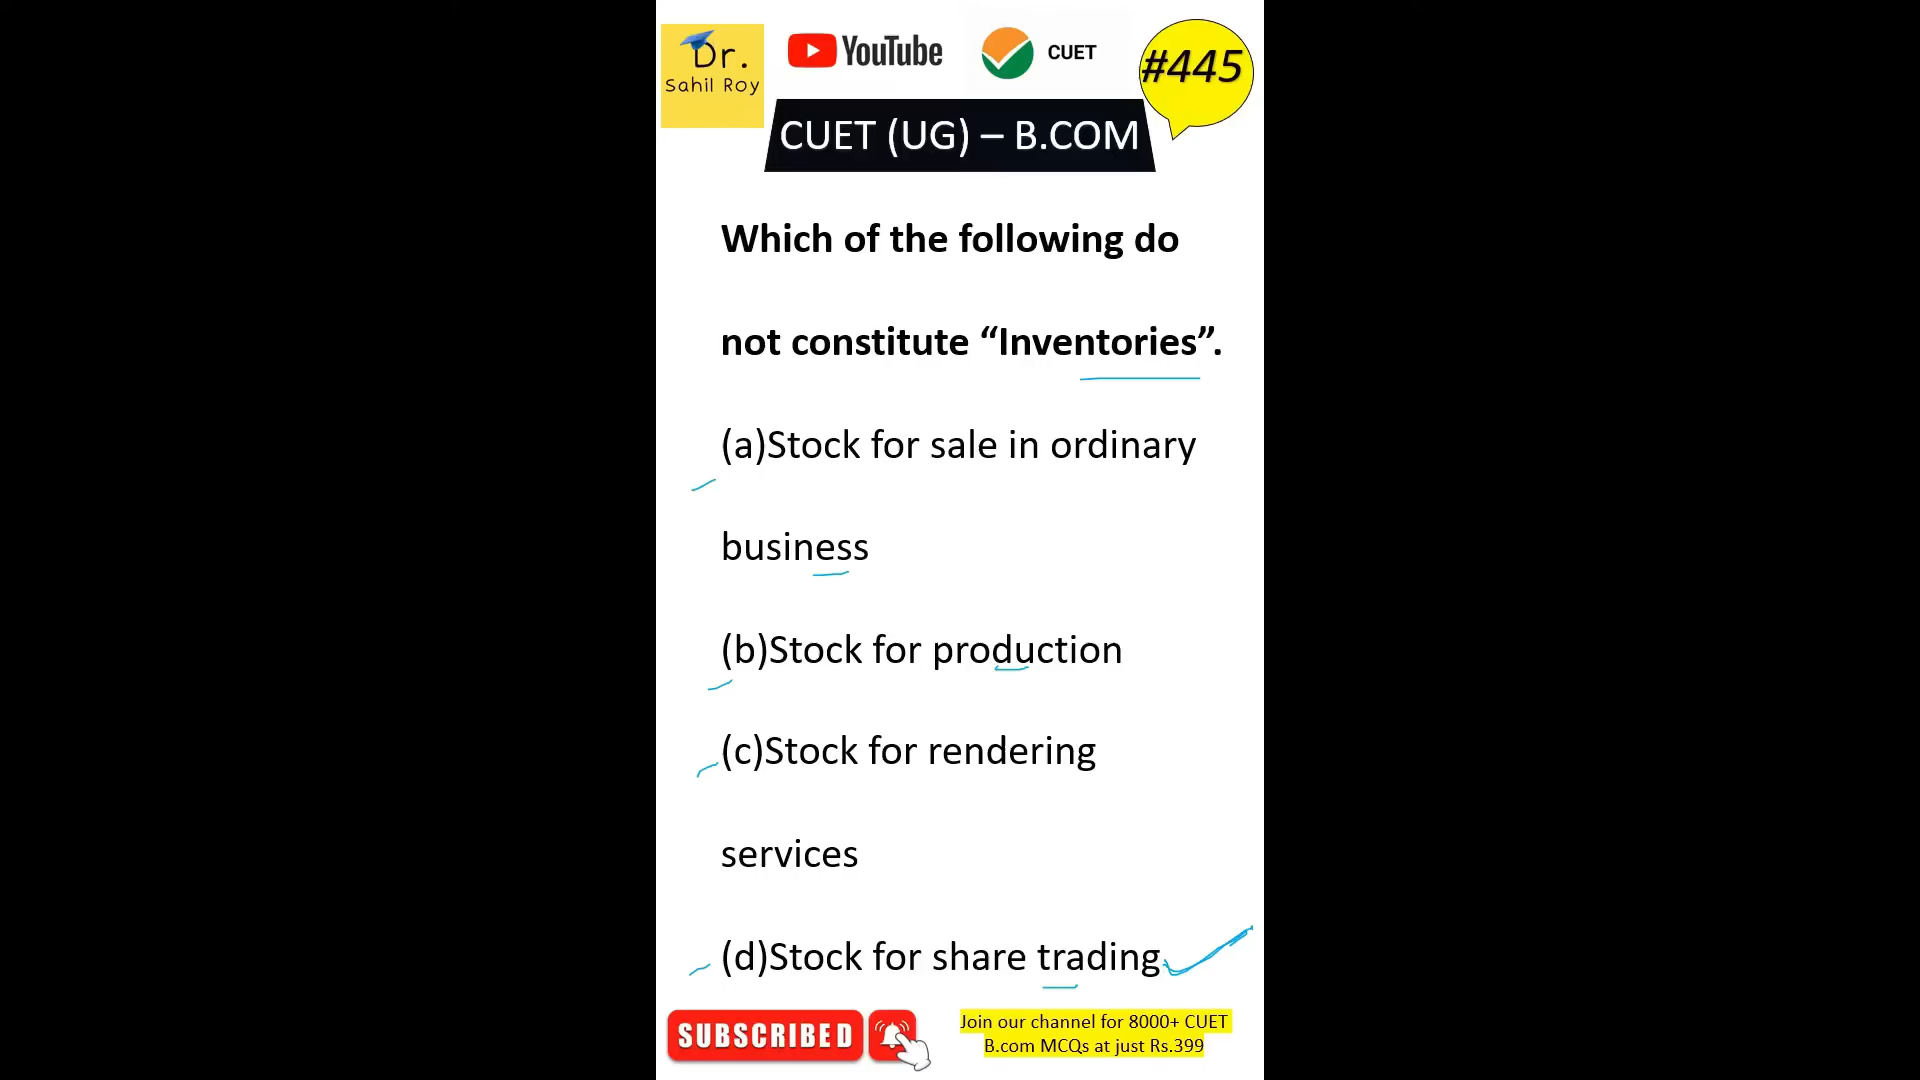 Dr.
Sahil Roy
YouTube
CUET
#445
CUET (UG) – B.COM
Which of the following do
not constitute “Inventories”.
(a)Stock for sale in ordinary
business
(b)Stock for production
(c)Stock for rendering
services
(d)Stock for share trading
SUBSCRIBED
Join our channel for 8000+ CUET
B.com MCQs at just Rs.399